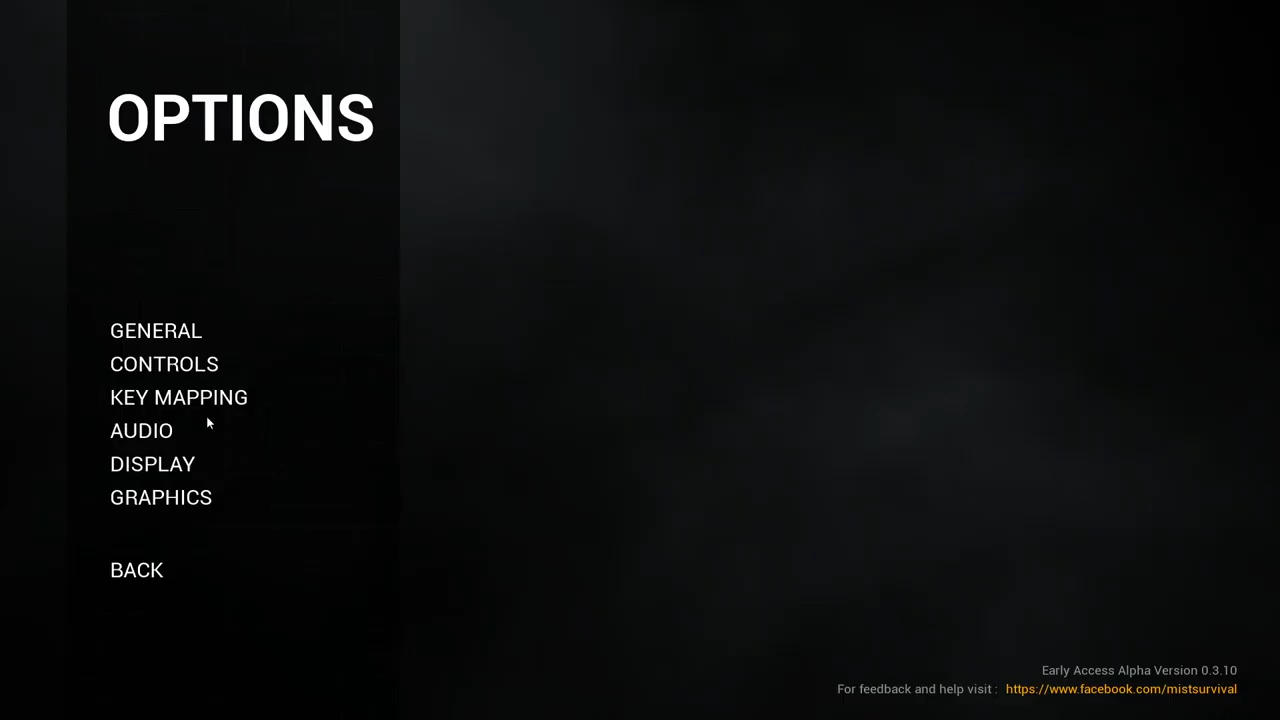 OPTIONS
GENERAL
CONTROLS
KEY MAPPING
AUDIO
DISPLAY
GRAPHICS
BACK
Early Access Alpha Version 0.3.10
For feedback and help visit : https://www.facebook.com/mistsurvival